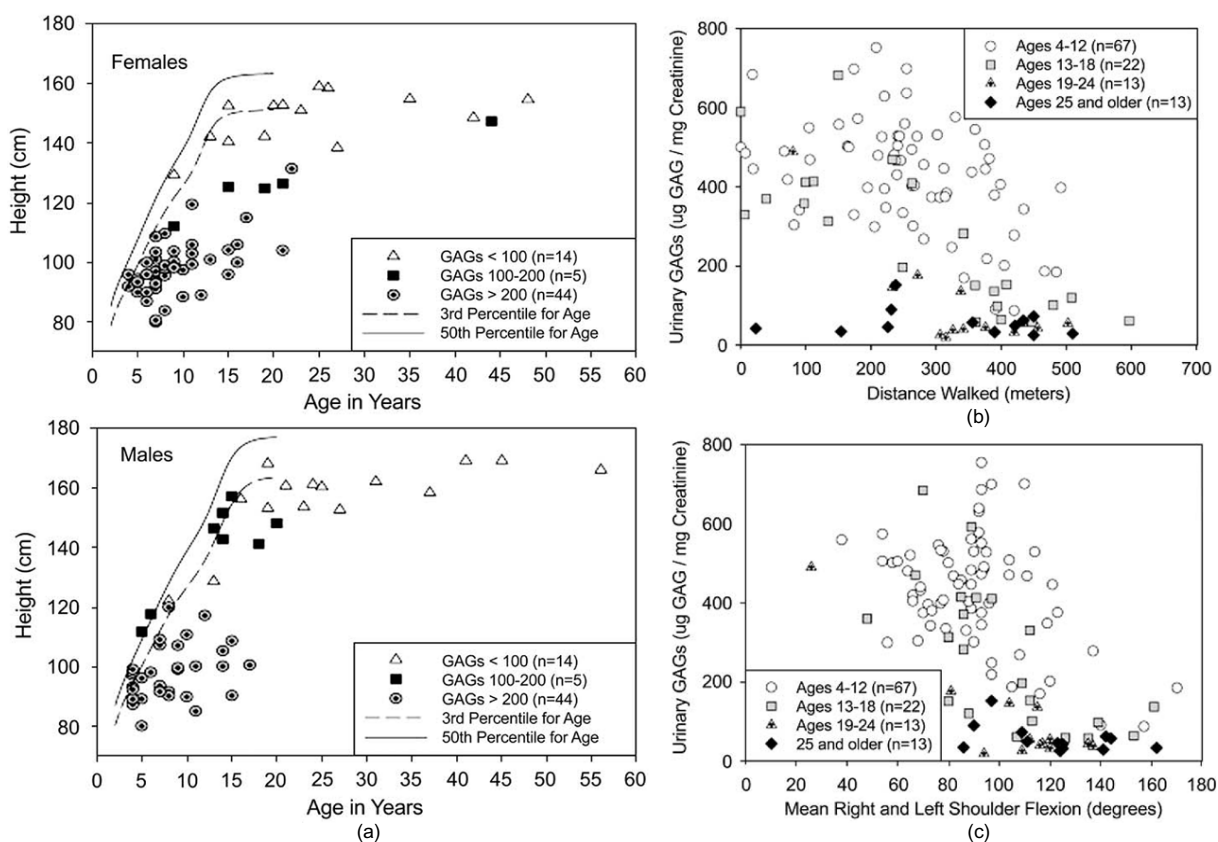 Females
Height (cm)
180
160
140
120
100
80
0 5 10 15 20 25 30 35 40 45 50 55 60
Age in Years
GAGs < 100 (n=14)
GAGs 100-200 (n=5)
GAGs > 200 (n=44)
3rd Percentile for Age
50th Percentile for Age
Males
Height (cm)
180
160
140
120
100
80
0 5 10 15 20 25 30 35 40 45 50 55 60
Age in Years
GAGs < 100 (n=14)
GAGs 100-200 (n=5)
GAGs > 200 (n=44)
3rd Percentile for Age
50th Percentile for Age
(a)
Urinary GAGs (ug GAG / mg Creatinine)
800
600
400
200
0
0 100 200 300 400 500 600 700
Distance Walked (meters)
Ages 4-12 (n=67)
Ages 13-18 (n=22)
Ages 19-24 (n=13)
Ages 25 and older (n=13)
(b)
Urinary GAGs (ug GAG / mg Creatinine)
800
600
400
200
0
0 20 40 60 80 100 120 140 160 180
Mean Right and Left Shoulder Flexion (degrees)
Ages 4-12 (n=67)
Ages 13-18 (n=22)
Ages 19-24 (n=13)
25 and older (n=13)
(c)